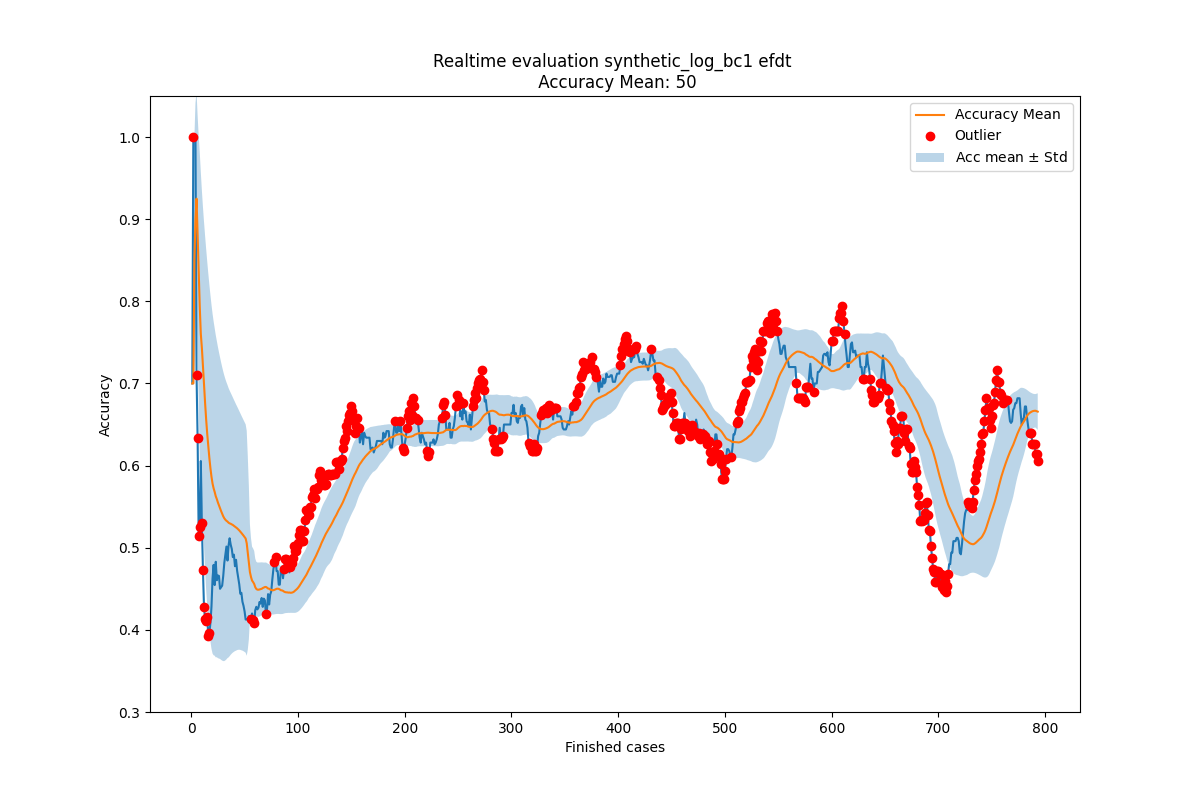 Realtime evaluation synthetic_log_bc1 efdt
Accuracy Mean: 50
Accuracy Mean
Outlier
Acc mean ± Std
1.0
0.9
0.8
0.7
0.6
0.5
0.4
0.3
Accuracy
0
100
200
300
400
500
600
700
800
Finished cases